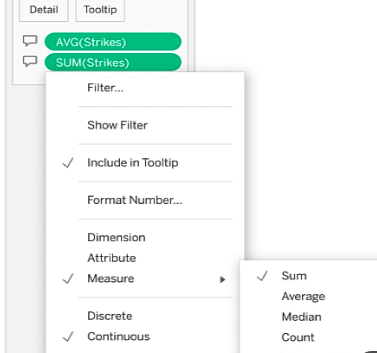 Detail Tooltip
AVG(Strikes)
SUM(Strikes)
Filter...
Show Filter
Include in Tooltip
Format Number...
Dimension
Attribute
Measure
Sum
Average
Median
Count
Discrete
Continuous